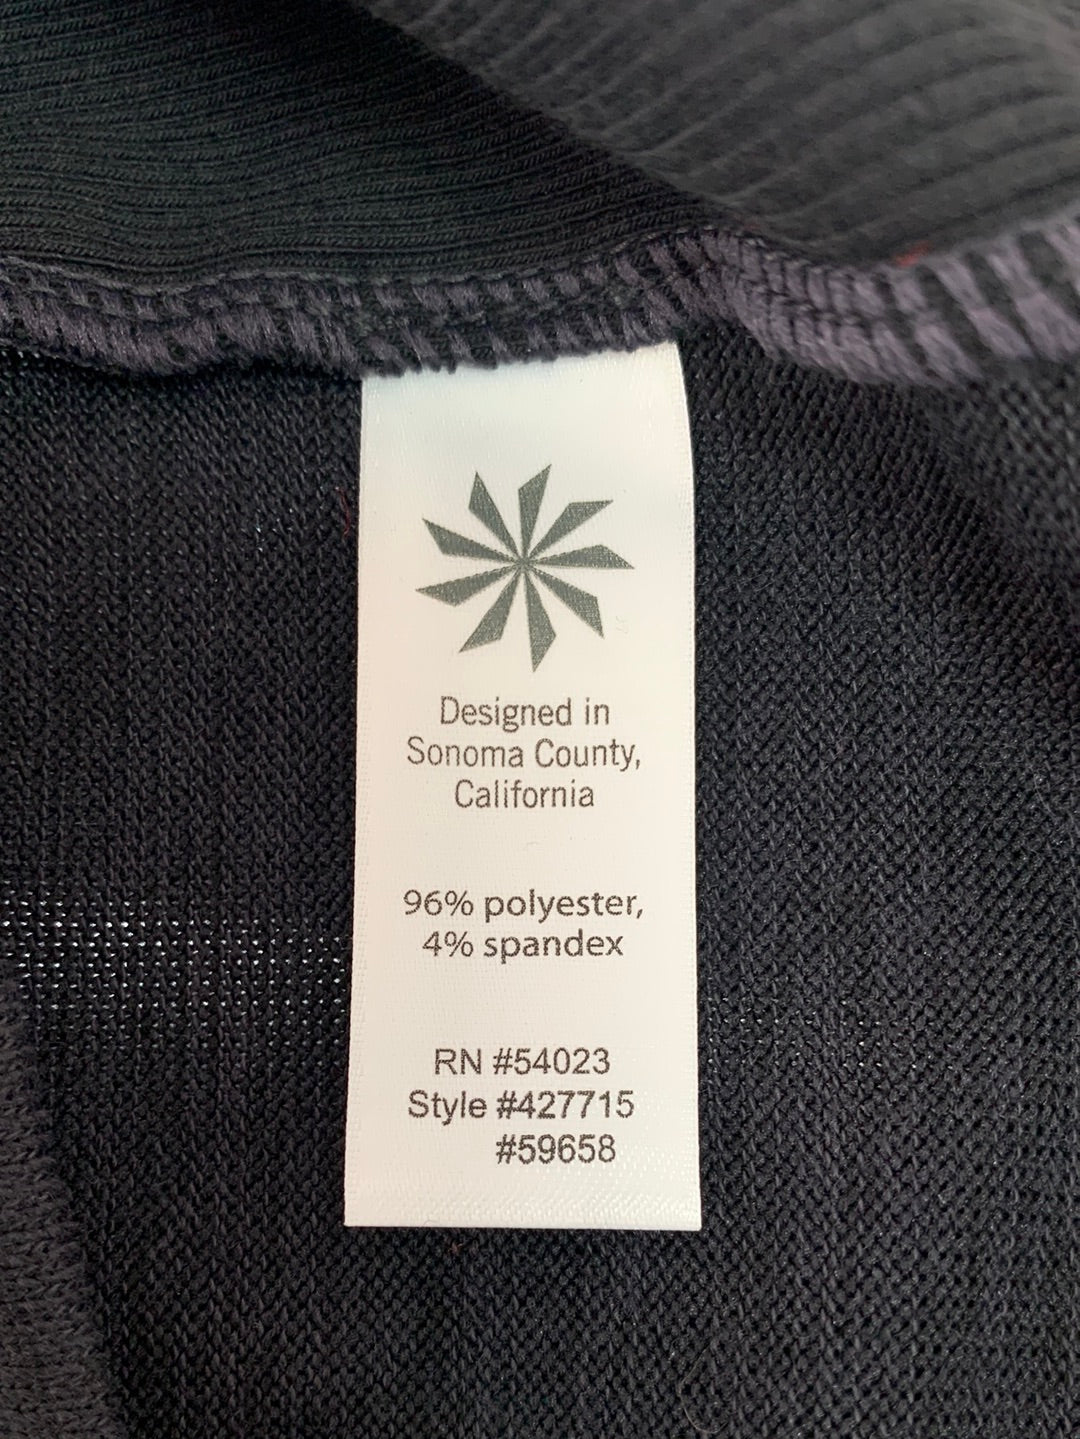 Designed in
Sonoma County,
California
96% polyester,
4% spandex
RN #54023
Style #427715
#59658